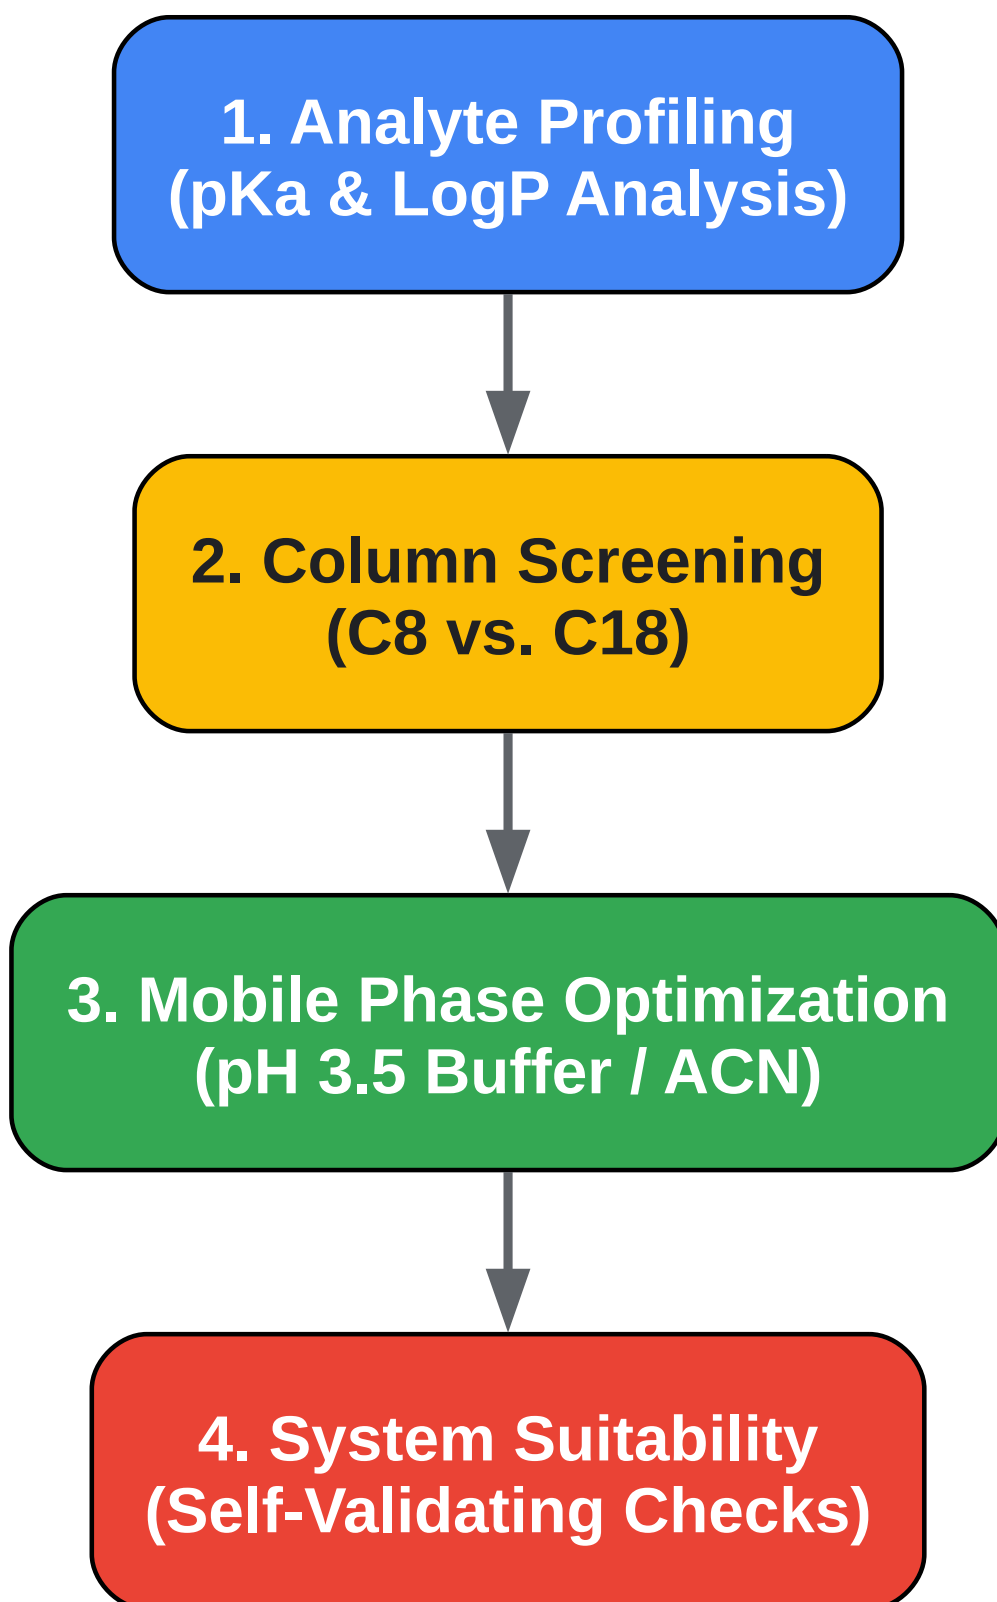 1. Analyte Profiling
(pKa & LogP Analysis)
2. Column Screening
(C8 vs. C18)
3. Mobile Phase Optimization
(pH 3.5 Buffer / ACN)
4. System Suitability
(Self-Validating Checks)